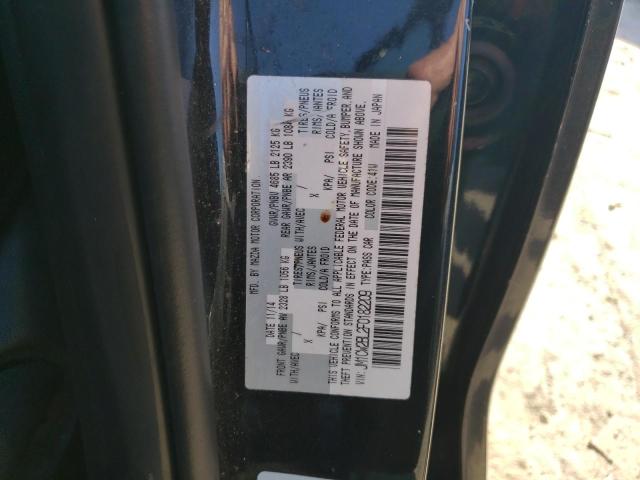 MFD. BY MAZDA MOTOR CORPORATION
DATE 11/14 GVWR/PNBV 4685 LB 2125 KG
FRONT GAWR/PNBE AV 2328 LB 1056 KG REAR GAWR/PNBE AR 2390 LB 1084 KG
WITH/AVEC TIRES/PNEUS WITH/AVEC TIRES/PNEUS
X RIMS/JANTES X RIMS/JANTES
KPA/ PSI COLD/A FROID KPA/ PSI COLD/A FROID
THIS VEHICLE CONFORMS TO ALL APPLICABLE FEDERAL MOTOR VEHICLE SAFETY, BUMPER, AND
THEFT PREVENTION STANDARDS IN EFFECT ON THE DATE OF MANUFACTURE SHOWN ABOVE.
VIN: JM1CW2BL2F0182209 TYPE: PASS CAR COLOR CODE: 41W MADE IN JAPAN